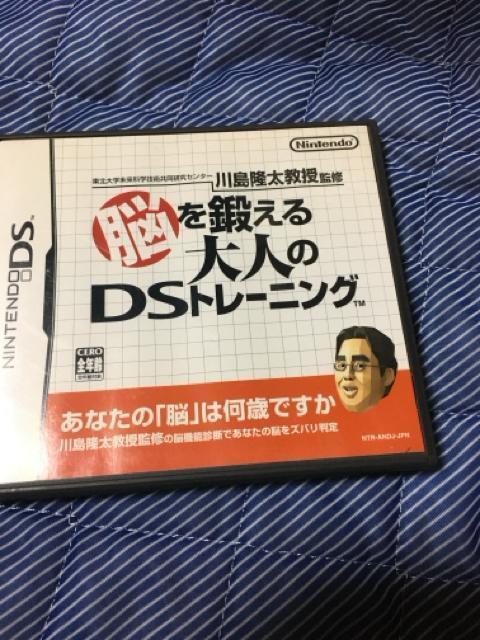 Nintendo
東北大学未来科学技術共同研究センター 川島隆太教授監修
脳を鍛える
大人の
DSトレーニング™
NINTENDO DS™
CERO
全年齢
あなたの「脳」は何歳ですか
川島隆太教授監修の脳機能診断であなたの脳をズバリ判定
NTR-ANDJ-JPN